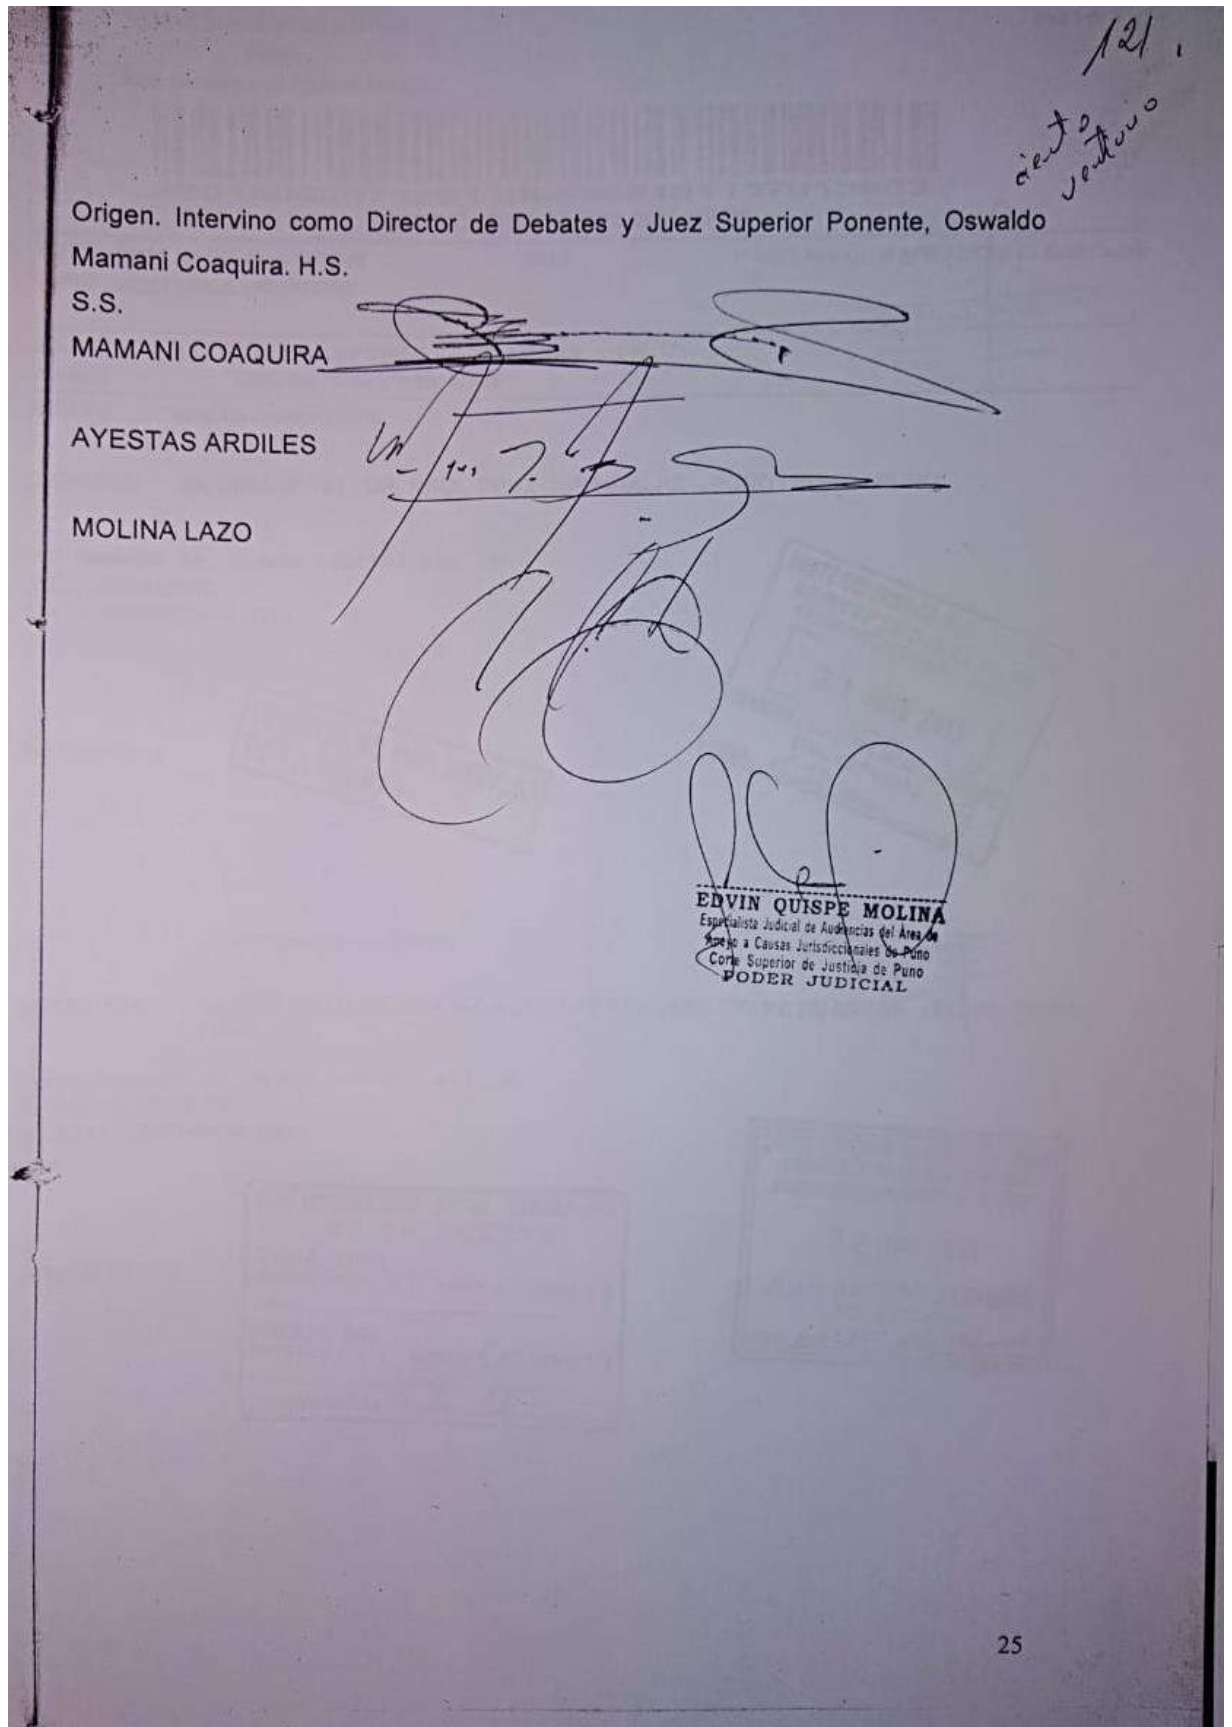 121
ciento
Origen. Intervino como Director de Debates y Juez Superior Ponente, Oswaldo
Mamani Coaquira. H.S.
S.S.
MAMANI COAQUIRA
AYESTAS ARDILES
MOLINA LAZO
EDVIN QUISPE MOLINA
Especialista Judicial de Audiencias del Área de
Apoyo a Causas Jurisdiccionales de Puno
Corte Superior de Justicia de Puno
PODER JUDICIAL
25